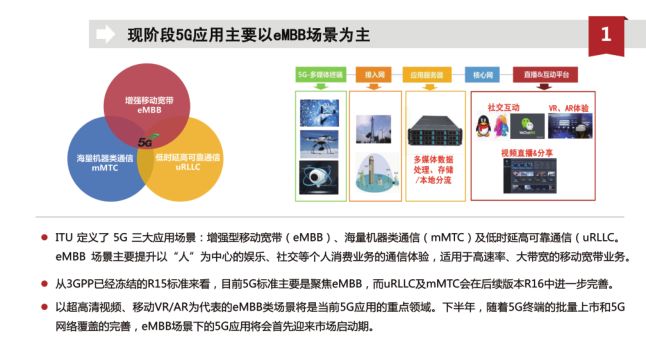 现阶段5G应用主要以eMBB场景为主
1
增强移动宽带
eMBB
5G
海量机器类通信
mMTC
低时延高可靠通信
uRLLC
5G-多媒体终端
接入网
应用服务器
核心网
直播&互动平台
多媒体数据
处理、存储
/本地分流
社交互动
VR、AR体验
WeChat
视频直播&分享
● ITU 定义了 5G 三大应用场景：增强型移动宽带（eMBB）、海量机器类通信（mMTC）及低时延高可靠通信（uRLLC。
eMBB 场景主要提升以“人”为中心的娱乐、社交等个人消费业务的通信体验，适用于高速率、大带宽的移动宽带业务。
● 从3GPP已经冻结的R15标准来看，目前5G标准主要是聚焦eMBB，而uRLLC及mMTC会在后续版本R16中进一步完善。
● 以超高清视频、移动VR/AR为代表的eMBB类场景将是当前5G应用的重点领域。下半年，随着5G终端的批量上市和5G
网络覆盖的完善，eMBB场景下的5G应用将会首先迎来市场启动期。